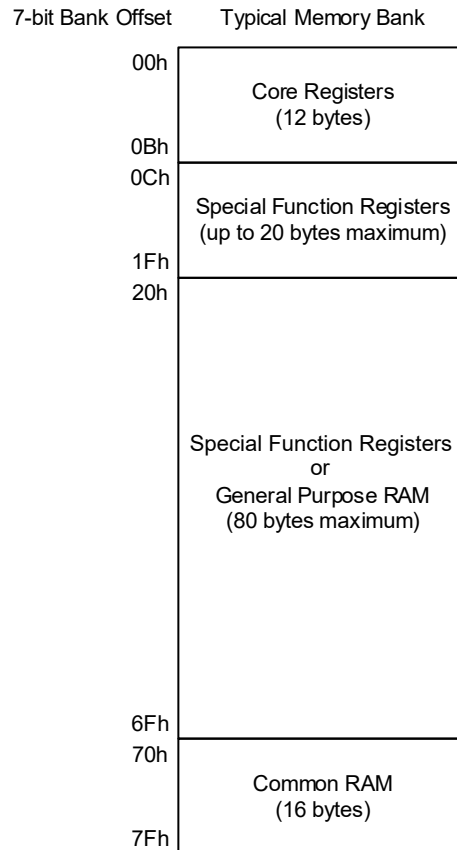 7-bit Bank Offset Typical Memory Bank
00h
Core Registers
(12 bytes)
0Bh
0Ch
Special Function Registers
(up to 20 bytes maximum)
1Fh
20h
Special Function Registers
or
General Purpose RAM
(80 bytes maximum)
6Fh
70h
Common RAM
(16 bytes)
7Fh